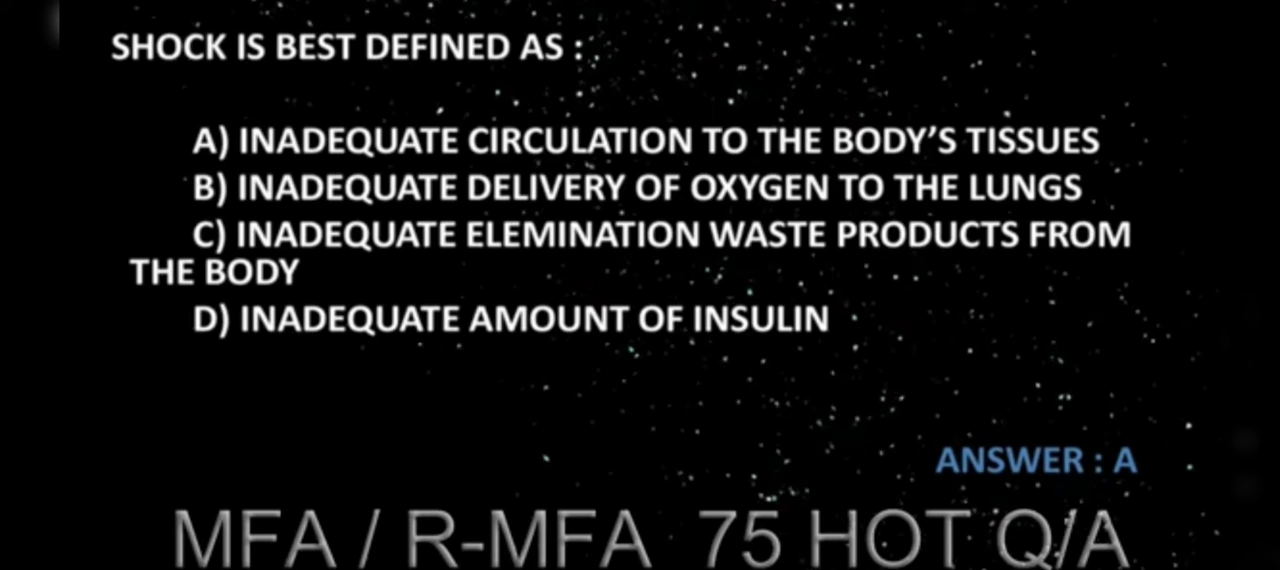 SHOCK IS BEST DEFINED AS :
A) INADEQUATE CIRCULATION TO THE BODY’S TISSUES
B) INADEQUATE DELIVERY OF OXYGEN TO THE LUNGS
C) INADEQUATE ELEMINATION WASTE PRODUCTS FROM
THE BODY
D) INADEQUATE AMOUNT OF INSULIN
ANSWER : A
MFA / R-MFA 75 HOT Q/A